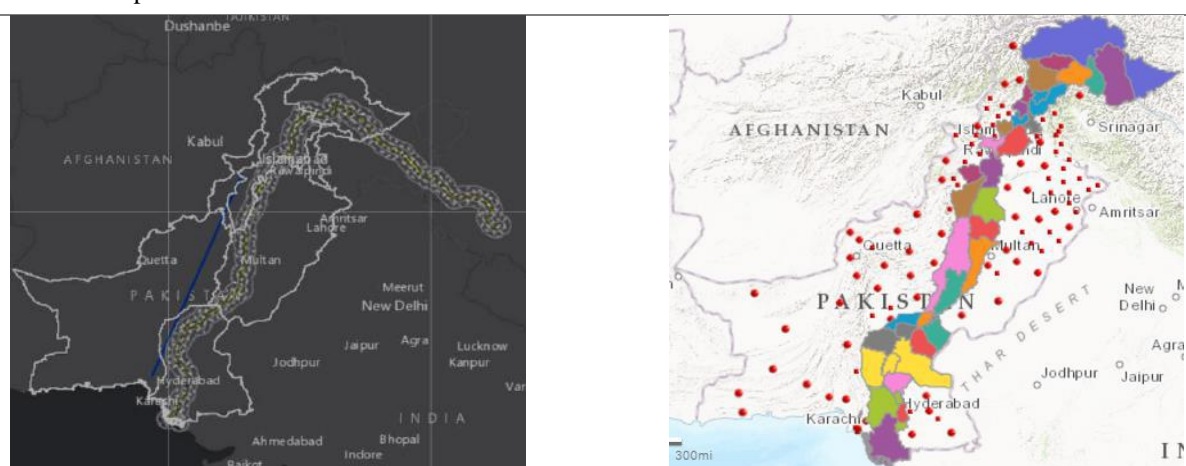 Dushanbe
TAJIKISTAN
Kabul
AFGHANISTAN
Islamabad
Rawalpindi
Amritsar
Lahore
Quetta
Multan
Meerut
PAKISTAN
New Delhi
Jaipur
Agra
Lucknow
Kanpur
Jodhpur
Hyderabad
Karachi
INDIA
Ahmedabad
Bhopal
Indore
Rajkot
Kabul
Srinagar
AFGHANISTAN
Lahore
Amritsar
Quetta
Multan
PAKISTAN
New
Delhi
THAR DESERT
Agra
Jodhpur
Jaipur
Hyderabad
Karachi
300mi